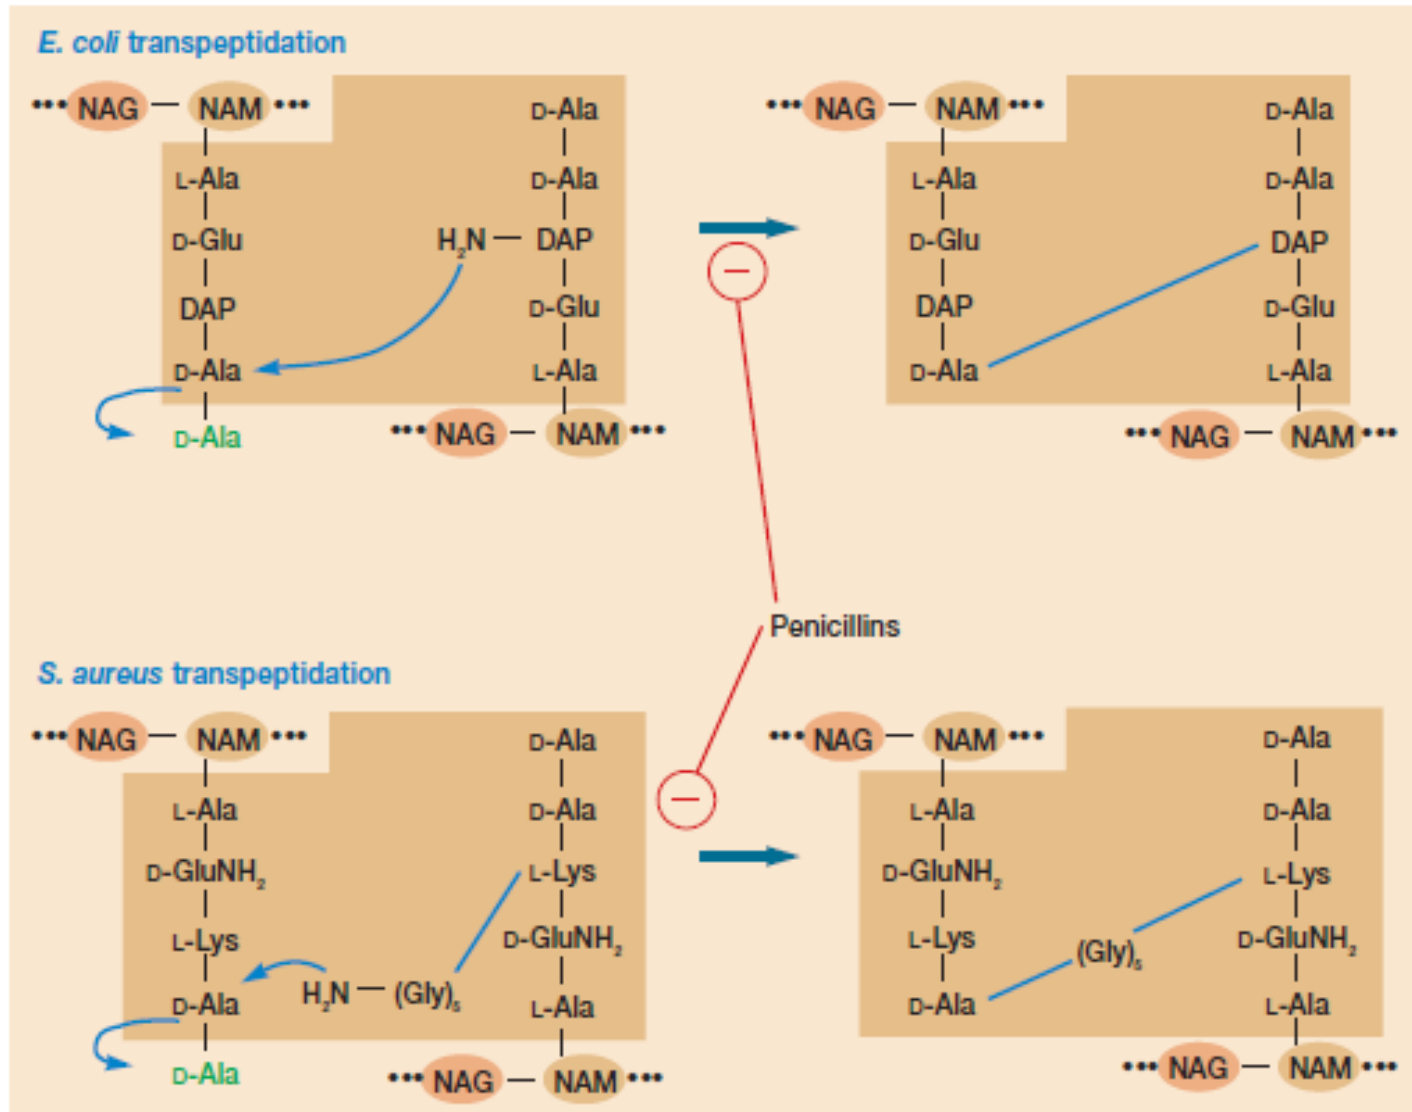 E. coli transpeptidation
••• NAG — NAM •••
D-Ala
L-Ala
D-Ala
D-Glu
H₂N — DAP
DAP
D-Glu
D-Ala
L-Ala
D-Ala
••• NAG — NAM •••
••• NAG — NAM •••
D-Ala
L-Ala
D-Ala
D-Glu
DAP
DAP
D-Glu
D-Ala
L-Ala
••• NAG — NAM •••
Penicillins
S. aureus transpeptidation
••• NAG — NAM •••
D-Ala
L-Ala
D-Ala
D-GluNH₂
L-Lys
L-Lys
D-GluNH₂
D-Ala
H₂N — (Gly)₅
L-Ala
D-Ala
••• NAG — NAM •••
••• NAG — NAM •••
D-Ala
L-Ala
D-Ala
D-GluNH₂
L-Lys
L-Lys
(Gly)₅
D-GluNH₂
D-Ala
L-Ala
••• NAG — NAM •••